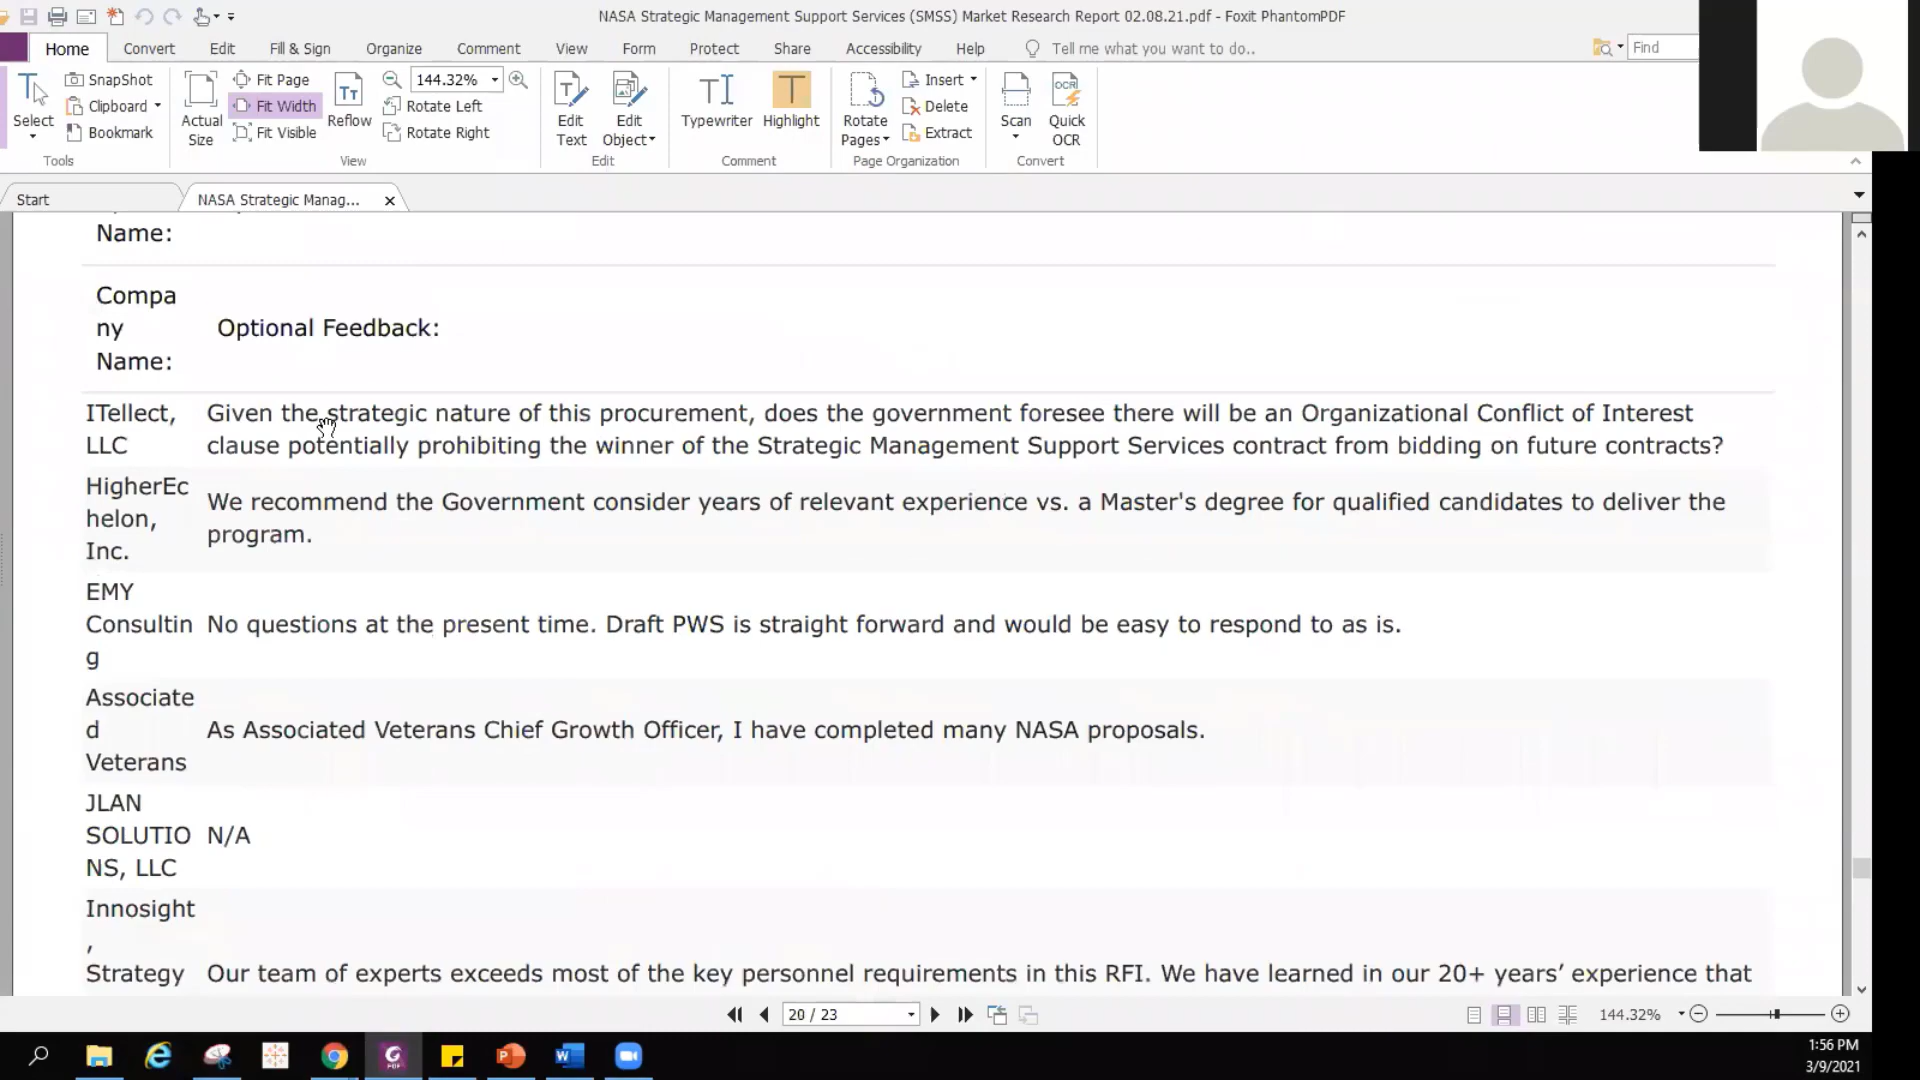 NASA Strategic Management Support Services (SMSS) Market Research Report 02.08.21.pdf - Foxit PhantomPDF
Home Convert Edit Fill & Sign Organize Comment View Form Protect Share Accessibility Help Tell me what you want to do.. Find
SnapShot Fit Page 144.32% Insert
Clipboard Fit Width Rotate Left Delete
Select Actual Reflow Edit Edit Typewriter Highlight Rotate Scan Quick
Bookmark Size Fit Visible Rotate Right Text Object Pages Extract OCR
OCR
Tools View Edit Comment Page Organization Convert
Start NASA Strategic Manag...
Name:
Compa
ny Optional Feedback:
Name:
ITellect, Given the strategic nature of this procurement, does the government foresee there will be an Organizational Conflict of Interest
LLC clause potentially prohibiting the winner of the Strategic Management Support Services contract from bidding on future contracts?
HigherEc
helon, We recommend the Government consider years of relevant experience vs. a Master's degree for qualified candidates to deliver the
Inc. program.
EMY
Consultin No questions at the present time. Draft PWS is straight forward and would be easy to respond to as is.
g
Associate
d As Associated Veterans Chief Growth Officer, I have completed many NASA proposals.
Veterans
JLAN
SOLUTIO N/A
NS, LLC
Innosight
,
Strategy Our team of experts exceeds most of the key personnel requirements in this RFI. We have learned in our 20+ years’ experience that
20 / 23 144.32%
PDF
1:56 PM
3/9/2021